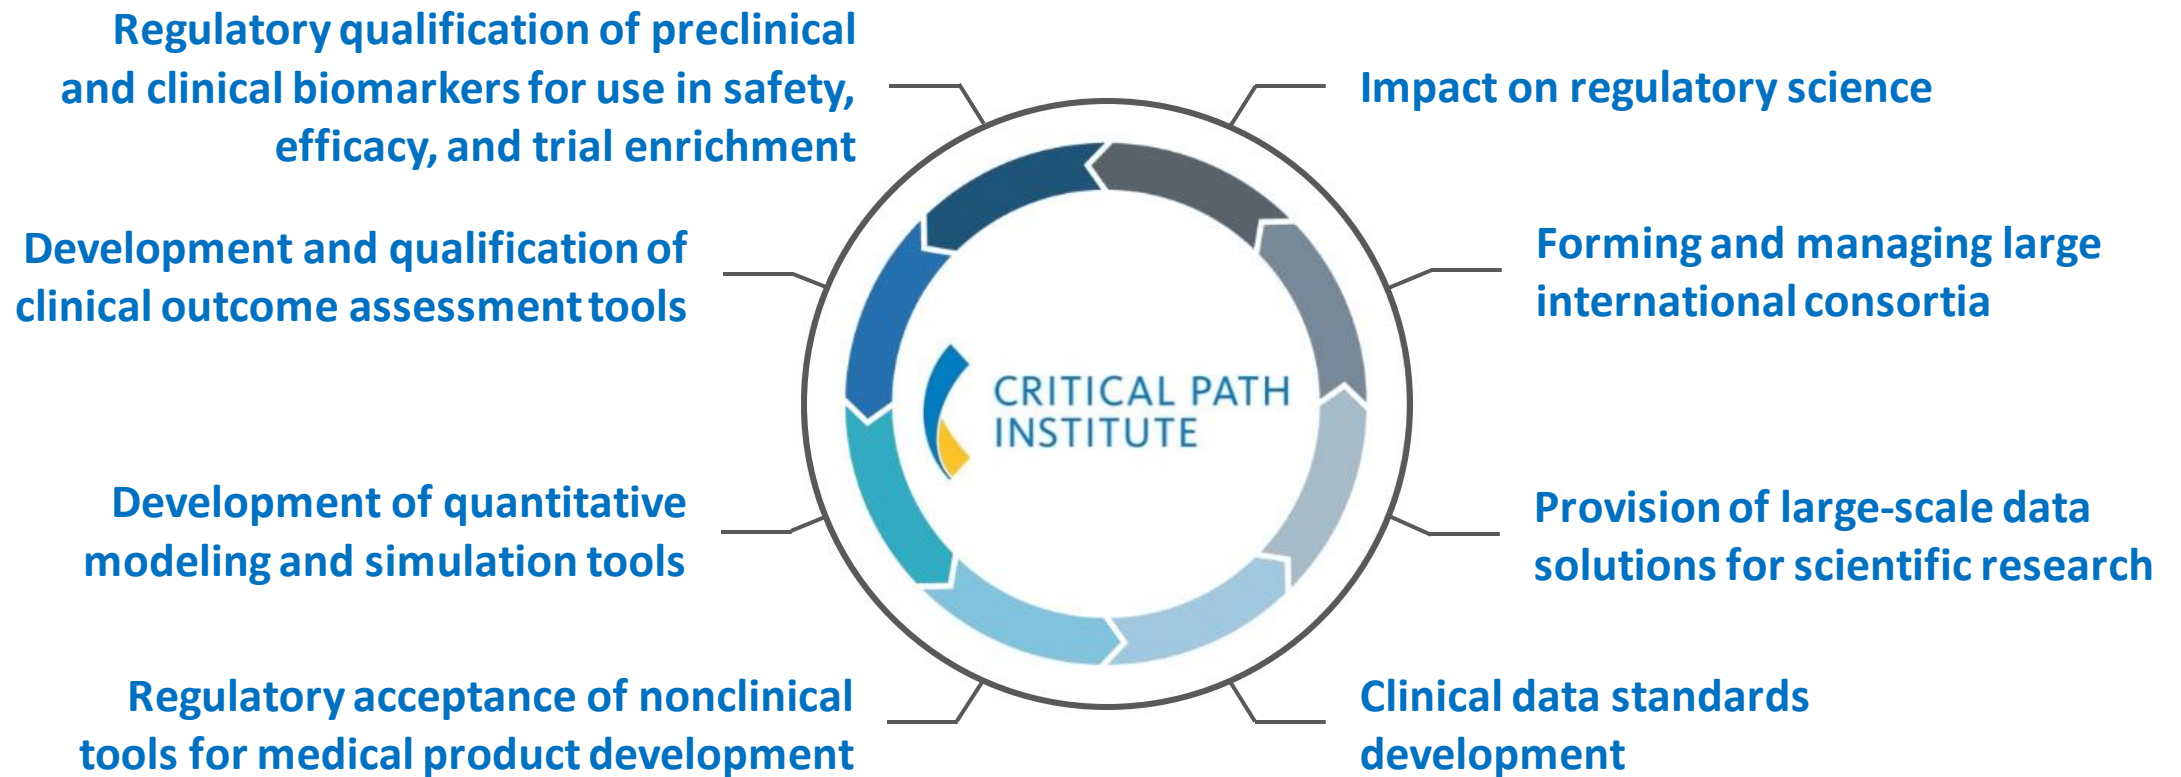 Regulatory qualification of preclinical
and clinical biomarkers for use in safety,
efficacy, and trial enrichment
Development and qualification of
clinical outcome assessment tools
Development of quantitative
modeling and simulation tools
Regulatory acceptance of nonclinical
tools for medical product development
CRITICAL PATH
INSTITUTE
Impact on regulatory science
Forming and managing large
international consortia
Provision of large-scale data
solutions for scientific research
Clinical data standards
development